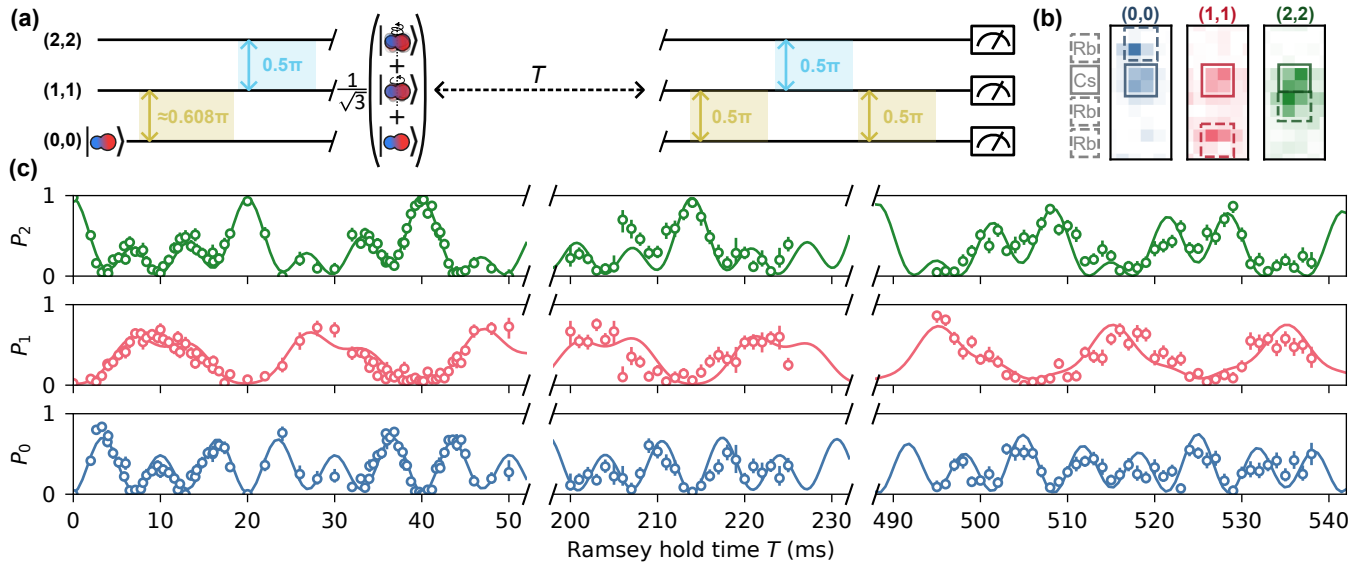 (a)
(2,2)
(1,1)
(0,0)
≈0.608π
0.5π
1
√3
+
+
T
0.5π
0.5π
0.5π
(b)
(0,0) (1,1) (2,2)
Rb
Cs
Rb
Rb
(c)
P2
1
0
P1
1
0
P0
1
0
0 10 20 30 40 50 200 210 220 230 490 500 510 520 530 540
Ramsey hold time T (ms)